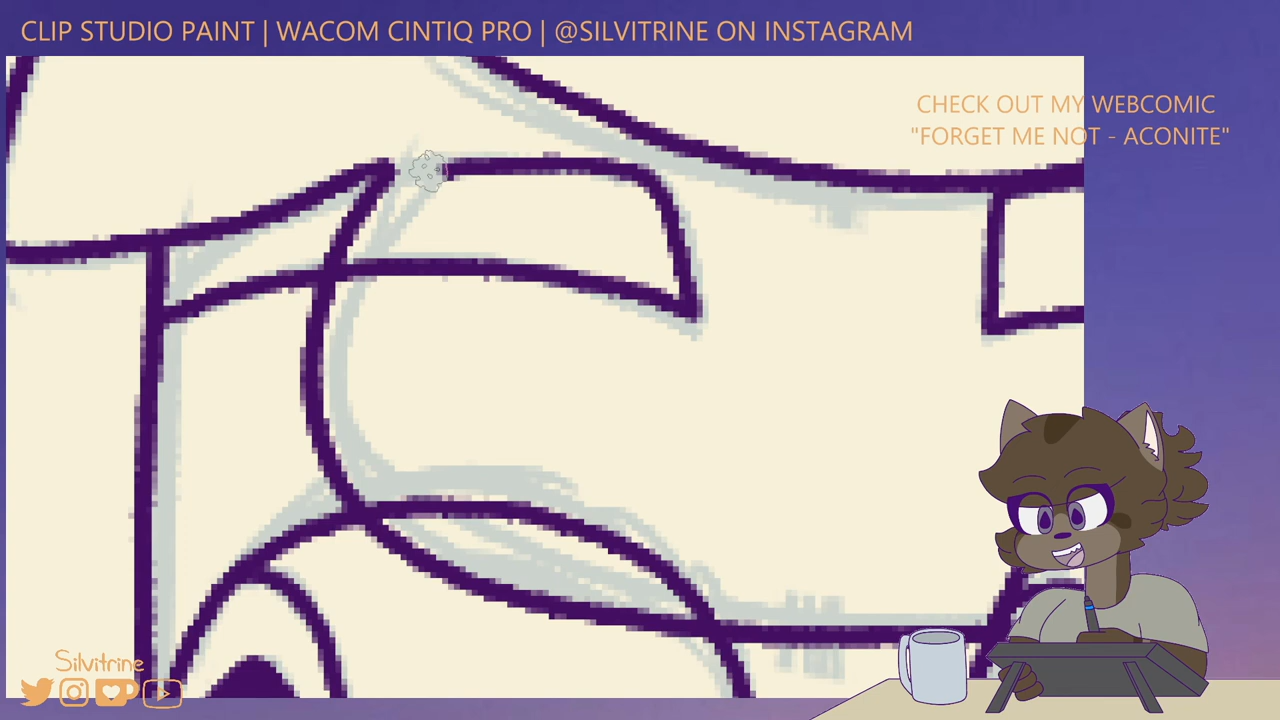 CLIP STUDIO PAINT | WACOM CINTIQ PRO | @SILVITRINE ON INSTAGRAM
CHECK OUT MY WEBCOMIC
"FORGET ME NOT - ACONITE"
Silvitrine